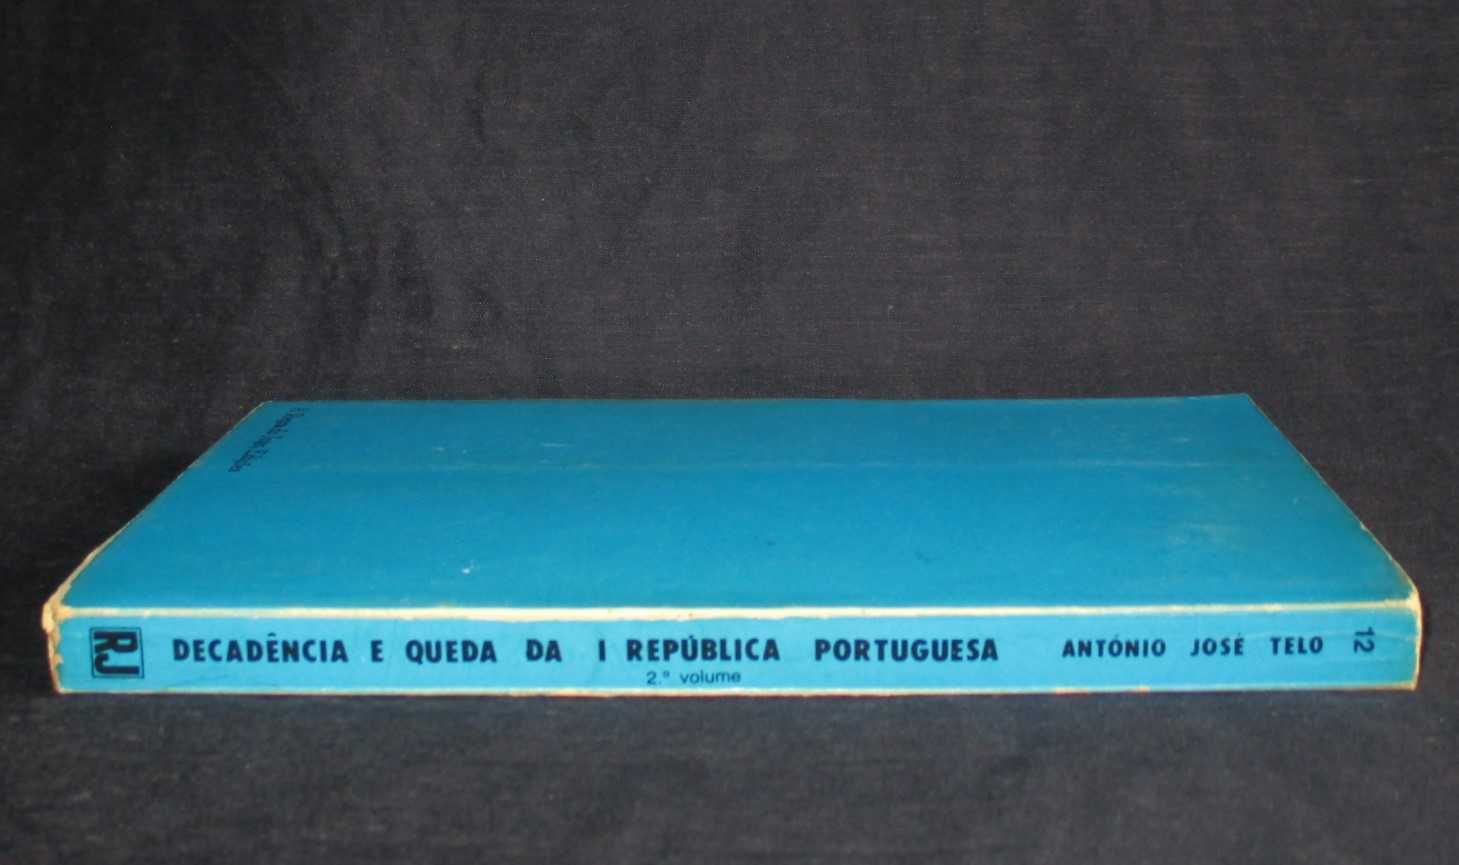 RJ
DECADÊNCIA E QUEDA DA I REPÚBLICA PORTUGUESA
2.º volume
ANTÓNIO JOSÉ TELO
12